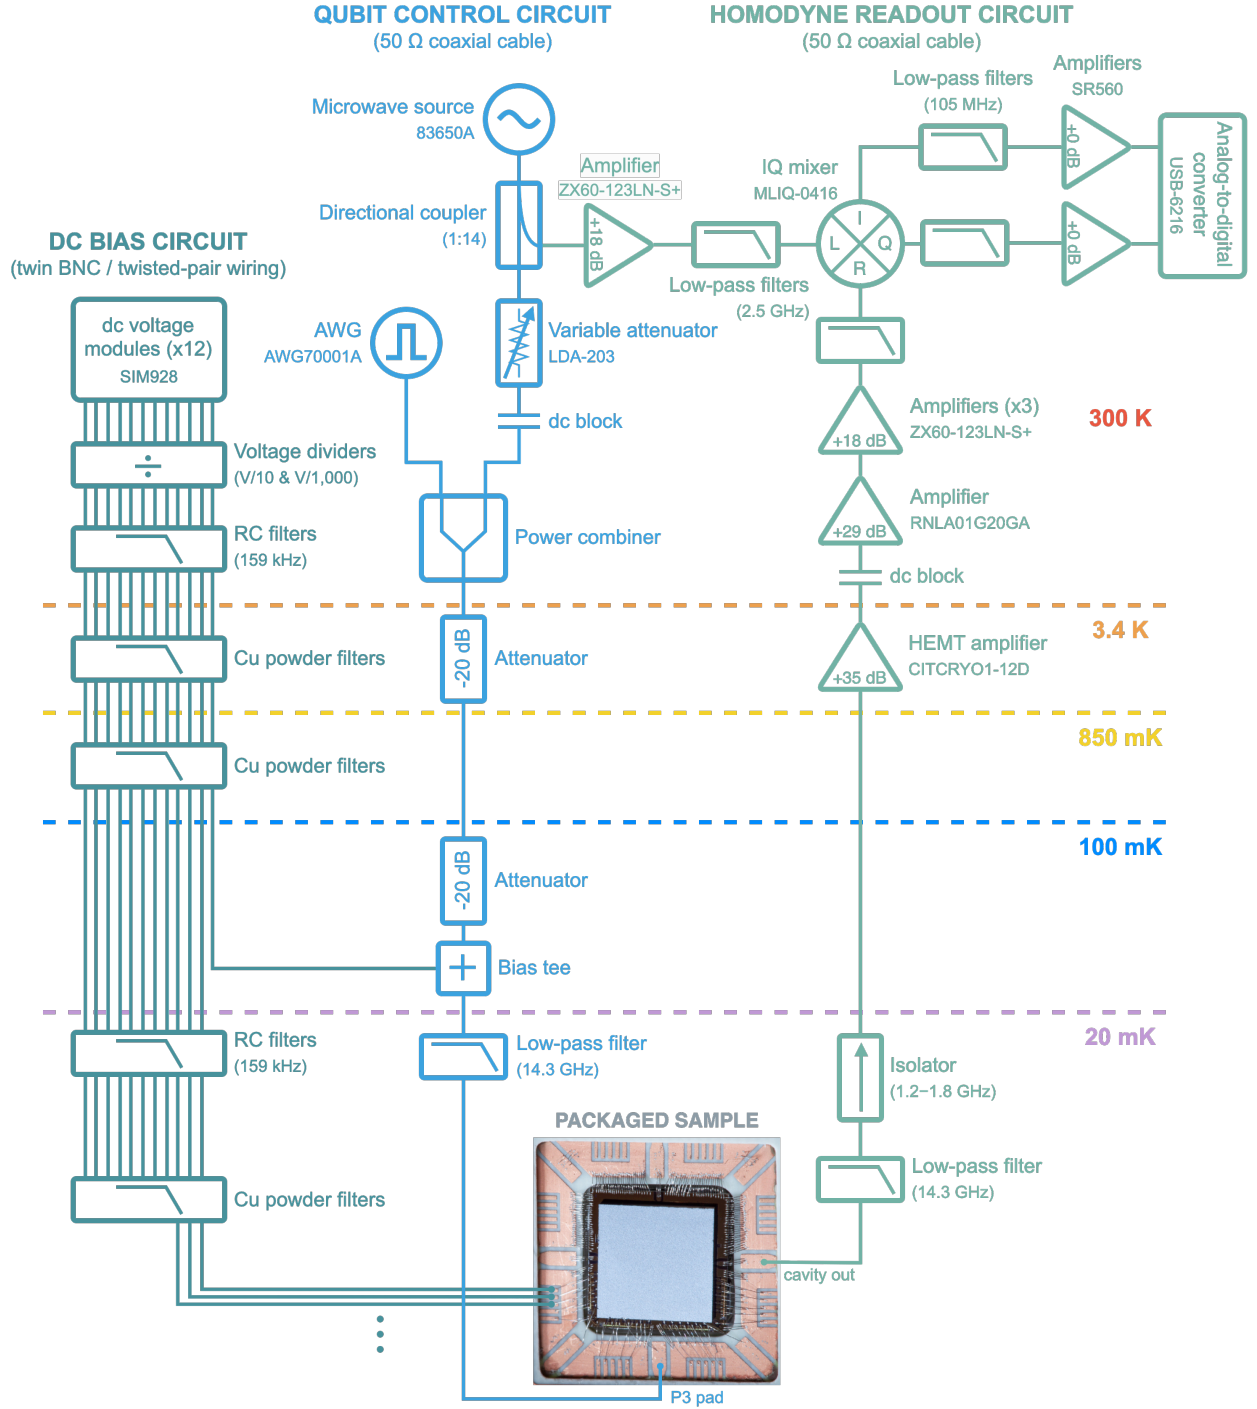 QUBIT CONTROL CIRCUIT
(50 Ω coaxial cable)
HOMODYNE READOUT CIRCUIT
(50 Ω coaxial cable)
Microwave source
83650A
Directional coupler
(1:14)
Amplifier
ZX60-123LN-S+
+18 dB
Low-pass filters
(2.5 GHz)
IQ mixer
MLIQ-0416
I
L
Q
R
Low-pass filters
(105 MHz)
Amplifiers
SR560
+0 dB
+0 dB
Analog-to-digital
converter
USB-6216
DC BIAS CIRCUIT
(twin BNC / twisted-pair wiring)
dc voltage
modules (x12)
SIM928
AWG
AWG70001A
Variable attenuator
LDA-203
dc block
Voltage dividers
(V/10 & V/1,000)
RC filters
(159 kHz)
Power combiner
Amplifiers (x3)
ZX60-123LN-S+
+18 dB
300 K
Amplifier
RNLA01G20GA
+29 dB
dc block
3.4 K
Cu powder filters
-20 dB
Attenuator
HEMT amplifier
CITCRYO1-12D
+35 dB
850 mK
Cu powder filters
100 mK
-20 dB
Attenuator
Bias tee
20 mK
RC filters
(159 kHz)
Low-pass filter
(14.3 GHz)
Isolator
(1.2–1.8 GHz)
PACKAGED SAMPLE
Low-pass filter
(14.3 GHz)
Cu powder filters
cavity out
P3 pad